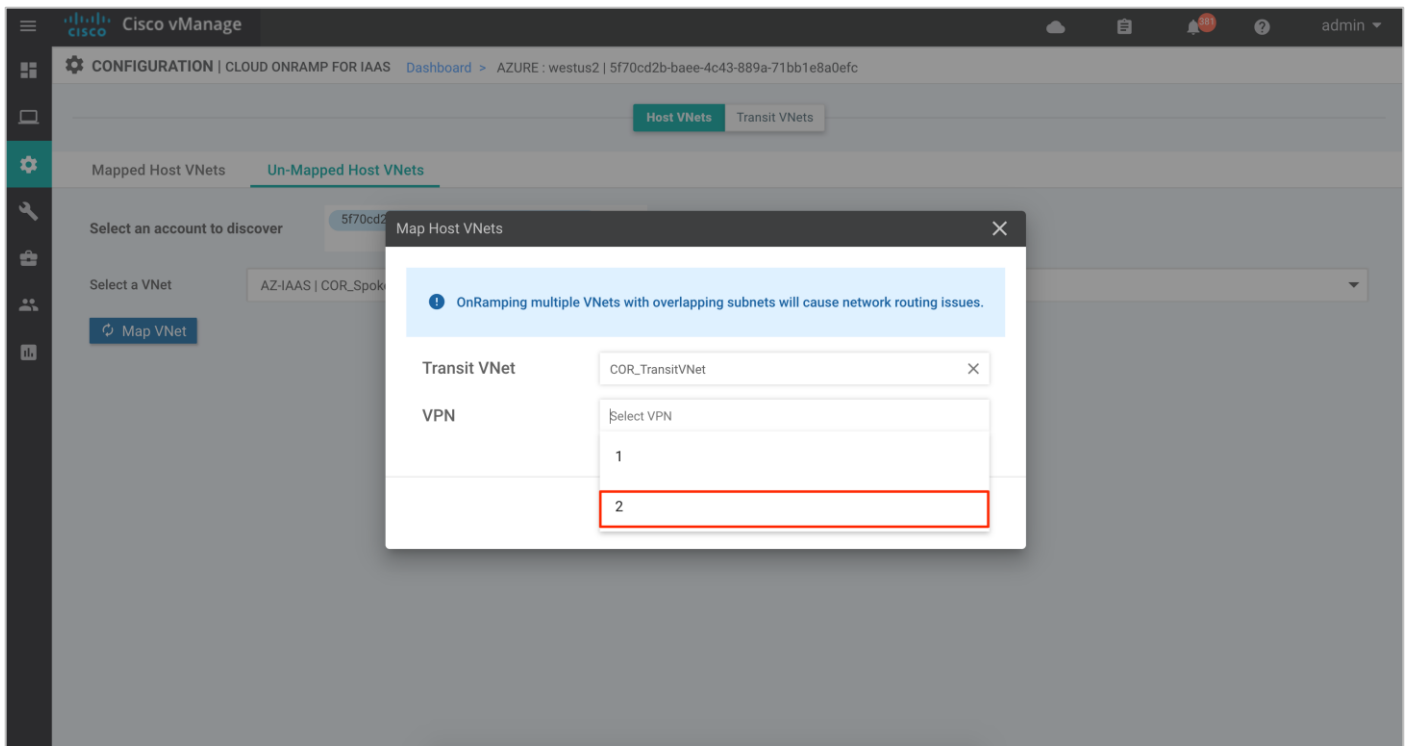 cisco Cisco vManage
381
admin
CONFIGURATION | CLOUD ONRAMP FOR IAAS Dashboard > AZURE : westus2 | 5f70cd2b-baee-4c43-889a-71bb1e8a0efc
Host VNets Transit VNets
Mapped Host VNets Un-Mapped Host VNets
Select an account to discover 5f70cd2
Map Host VNets
Select a VNet AZ-IAAS | COR_Spok
OnRamping multiple VNets with overlapping subnets will cause network routing issues.
Map VNet
Transit VNet COR_TransitVNet
VPN Select VPN
1
2